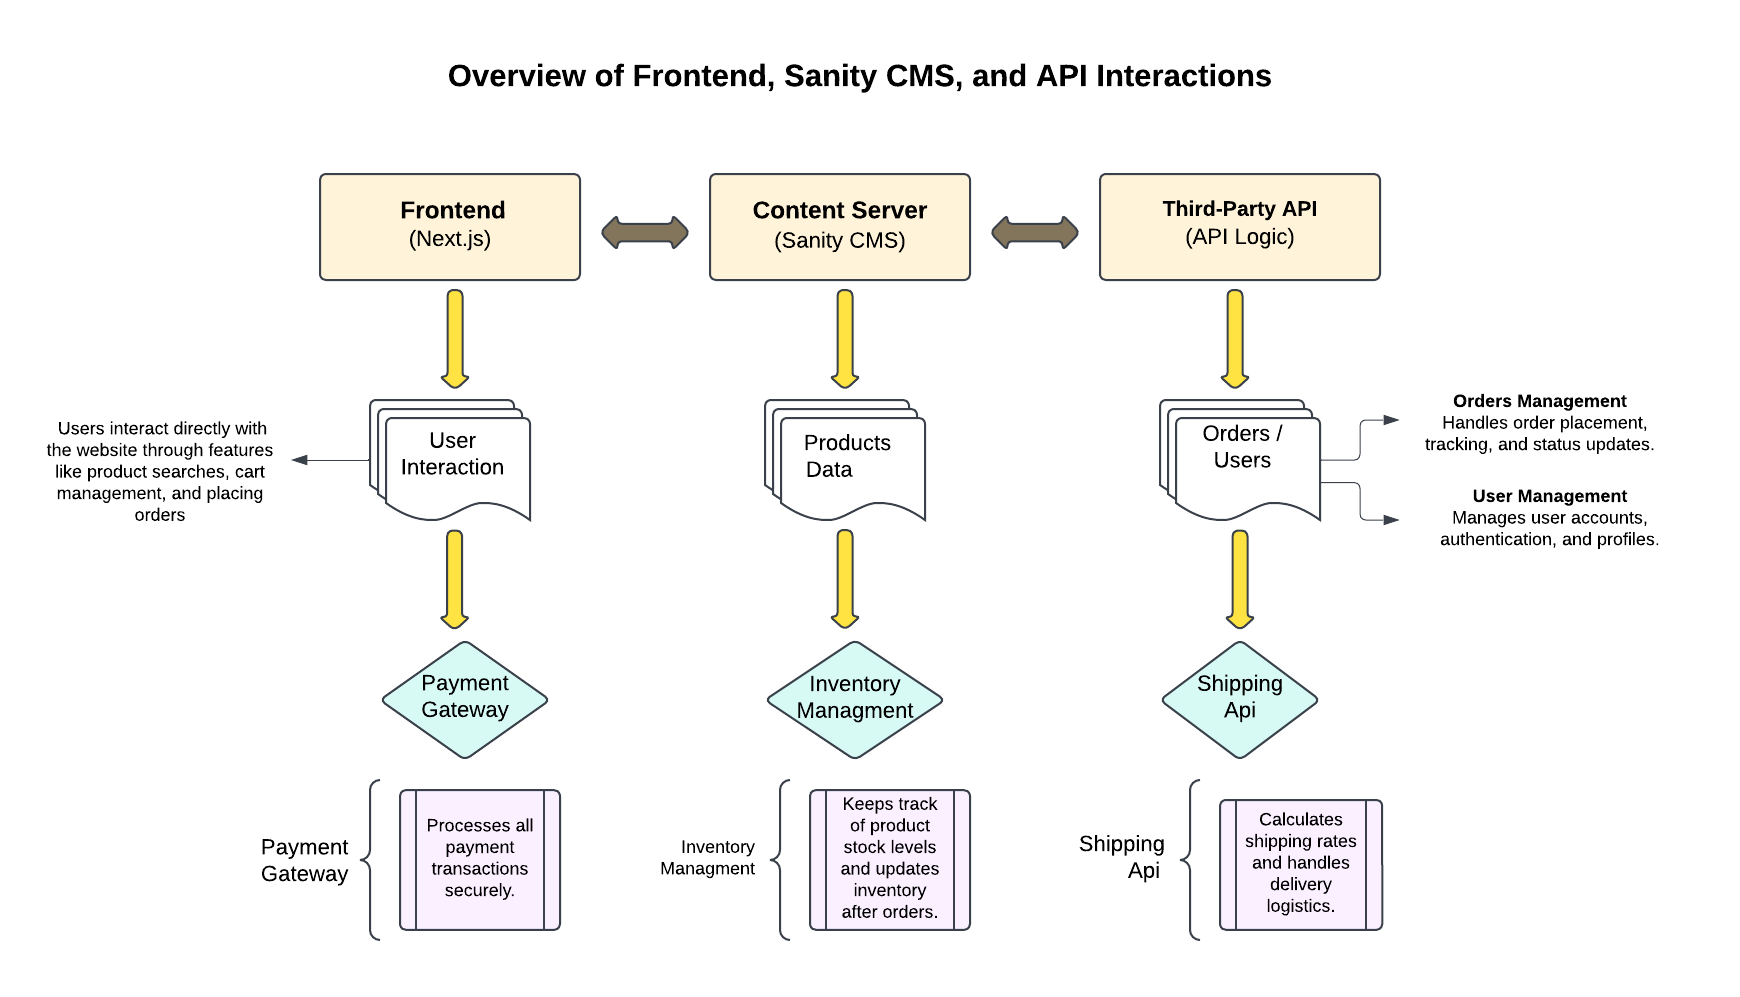 Overview of Frontend, Sanity CMS, and API Interactions
Frontend
(Next.js)
Content Server
(Sanity CMS)
Third-Party API
(API Logic)
Users interact directly with
the website through features
like product searches, cart
management, and placing
orders
User
Interaction
Products
Data
Orders /
Users
Orders Management
Handles order placement,
tracking, and status updates.
User Management
Manages user accounts,
authentication, and profiles.
Payment
Gateway
Inventory
Managment
Shipping
Api
Payment
Gateway
Processes all
payment
transactions
securely.
Inventory
Managment
Keeps track
of product
stock levels
and updates
inventory
after orders.
Shipping
Api
Calculates
shipping rates
and handles
delivery
logistics.